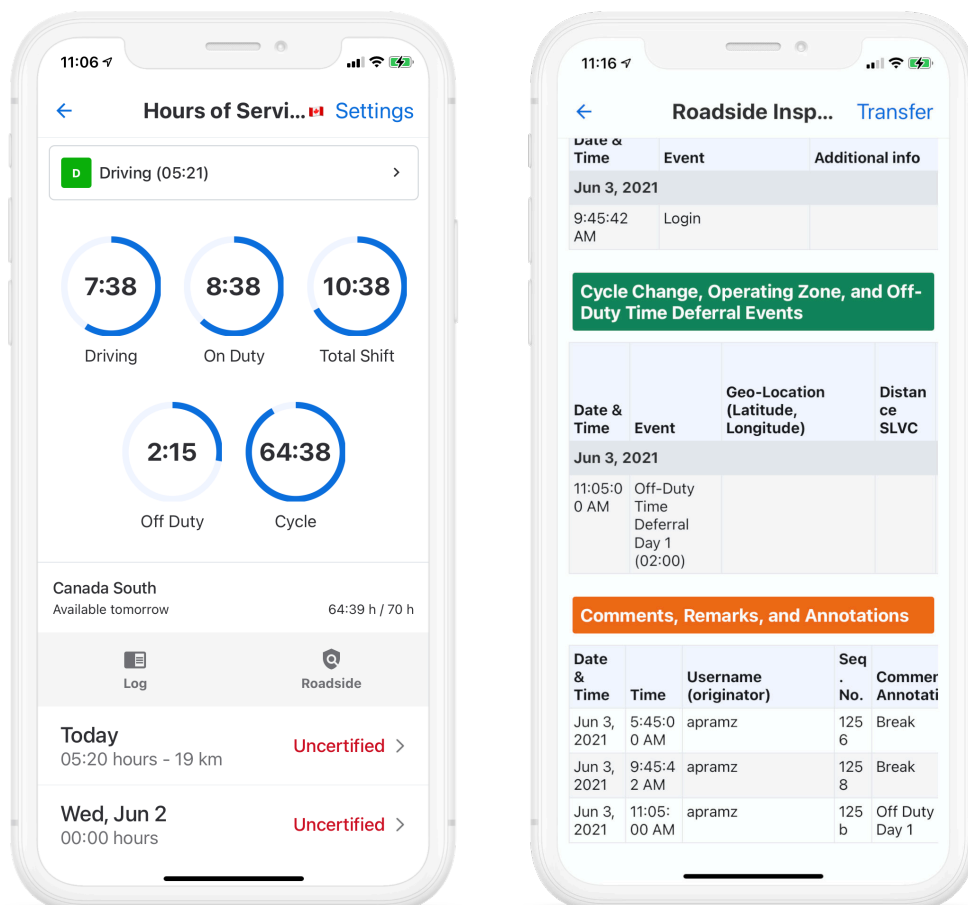 11:06
Hours of Servi... Settings
D Driving (05:21)
7:38 8:38 10:38
Driving On Duty Total Shift
2:15 64:38
Off Duty Cycle
Canada South
Available tomorrow 64:39 h / 70 h
Log Roadside
Today
05:20 hours - 19 km
Uncertified
Wed, Jun 2
00:00 hours
Uncertified
11:16
Roadside Insp... Transfer
Date &
Time Event Additional info
Jun 3, 2021
9:45:42
AM
Login
Cycle Change, Operating Zone, and Off-
Duty Time Deferral Events
Date &
Time
Event
Geo-Location
(Latitude,
Longitude)
Distan
ce
SLVC
Jun 3, 2021
11:05:0
0 AM
Off-Duty
Time
Deferral
Day 1
(02:00)
Comments, Remarks, and Annotations
Date
&
Time
Time
Username
(originator)
Seq
.
No.
Commer
Annotati
Jun 3,
2021
5:45:0
0 AM
apramz
125
6
Break
Jun 3,
2021
9:45:4
2 AM
apramz
125
8
Break
Jun 3,
2021
11:05:
00 AM
apramz
125
b
Off Duty
Day 1